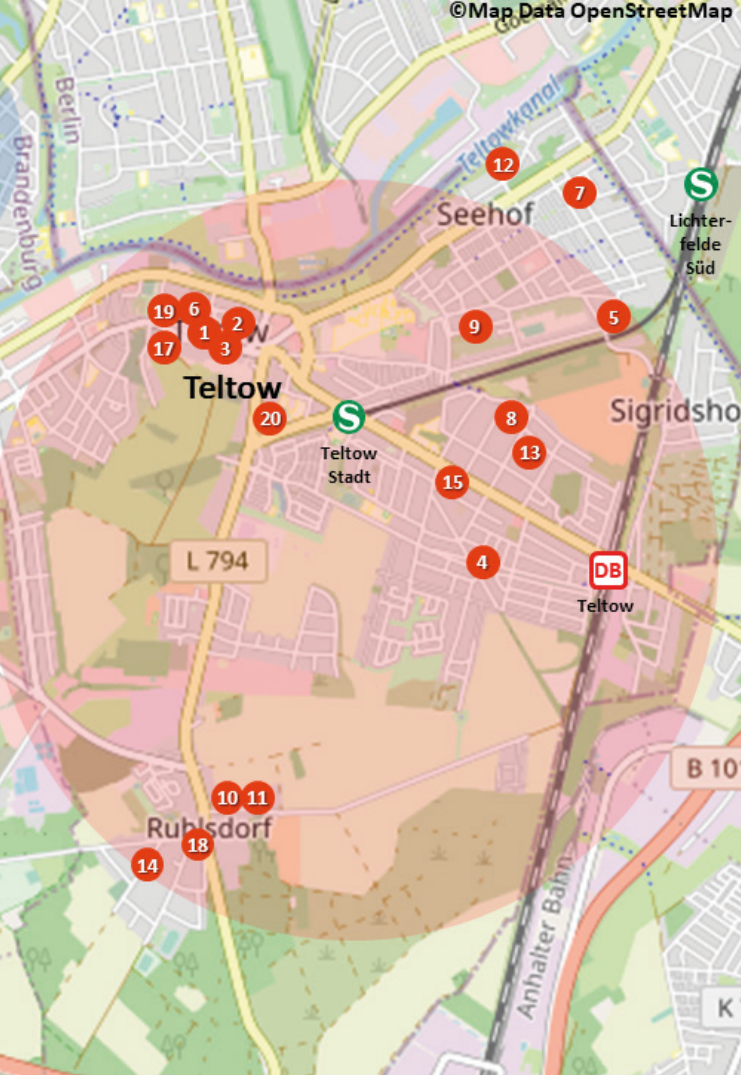 ©Map Data OpenStreetMap
Berlin
Brandenburg
Teltowkanal
12
7
S
Lichter-
felde
Süd
Seehof
19
6
1
2
3
17
9
5
Teltow
20
S
Teltow
Stadt
8
13
Sigridsho
15
L 794
4
DB
Teltow
B 101
10
11
Ruhlsdorf
18
14
Anhalter Bahn
K